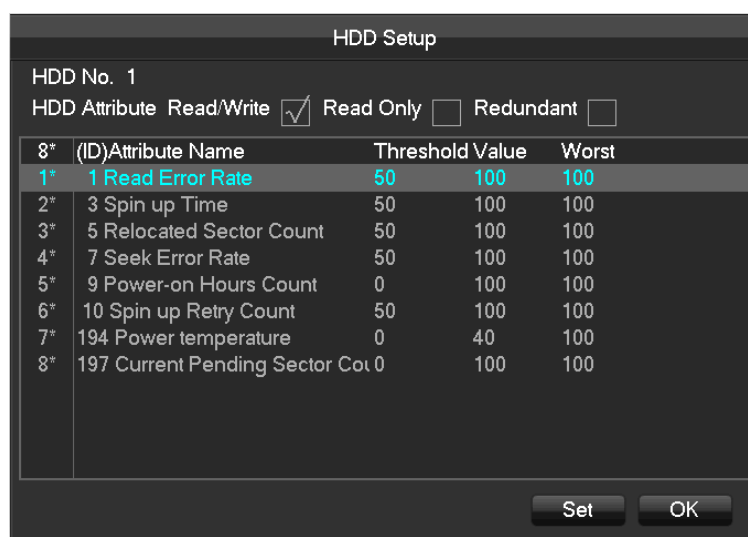 HDD Setup
HDD No. 1
HDD Attribute Read/Write Read Only Redundant
8* (ID)Attribute Name Threshold Value Worst
1* 1 Read Error Rate 50 100 100
2* 3 Spin up Time 50 100 100
3* 5 Relocated Sector Count 50 100 100
4* 7 Seek Error Rate 50 100 100
5* 9 Power-on Hours Count 0 100 100
6* 10 Spin up Retry Count 50 100 100
7* 194 Power temperature 0 40 100
8* 197 Current Pending Sector Cou 0 100 100
Set OK